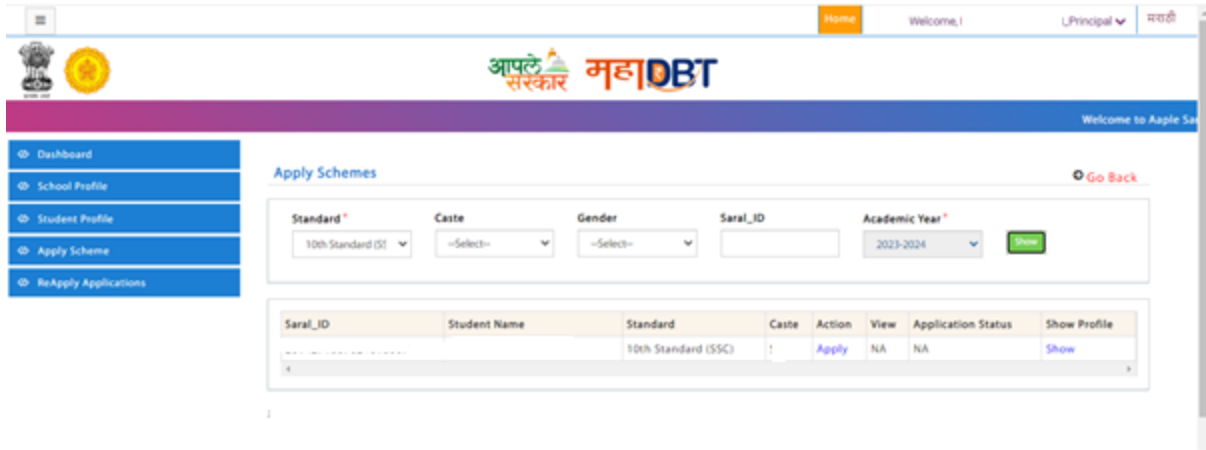 Home Welcome, Principal मराठी
आपले सरकार महाDBT
Welcome to Aaple Sa
Dashboard
School Profile
Student Profile
Apply Scheme
ReApply Applications
Apply Schemes
Go Back
Standard* Caste Gender Saral_ID Academic Year*
10th Standard (S --Select-- --Select-- 2023-2024 Show
Saral_ID Student Name Standard Caste Action View Application Status Show Profile
10th Standard (SSC) Apply NA NA Show